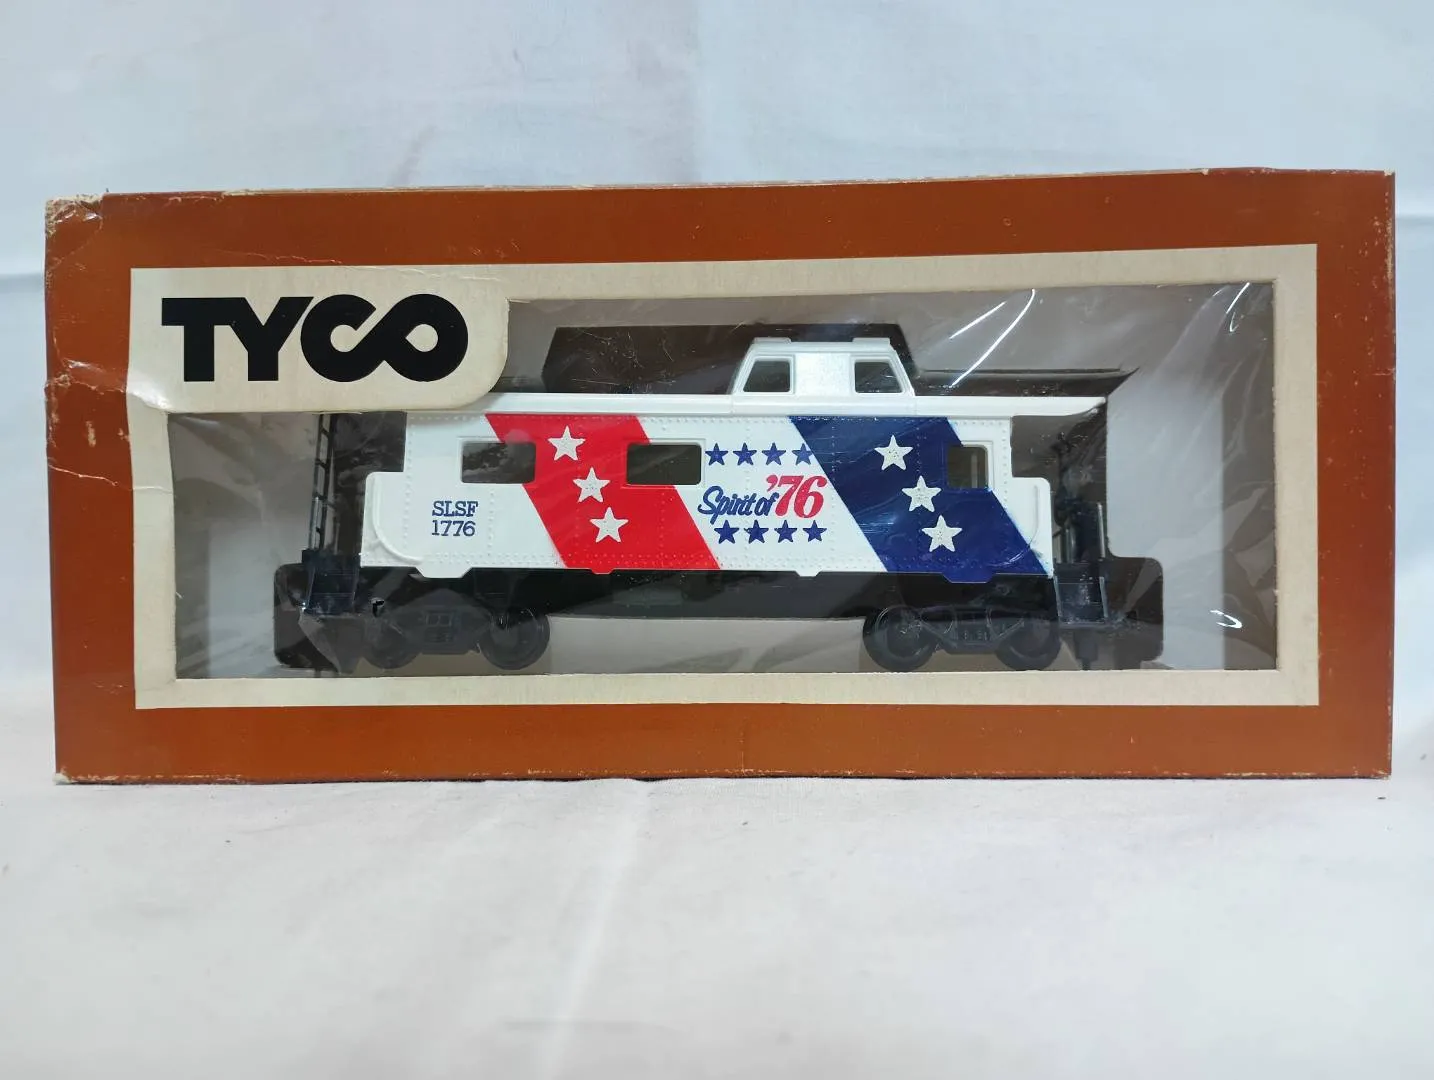 TYCO
SLSF
1776
Spirit of '76